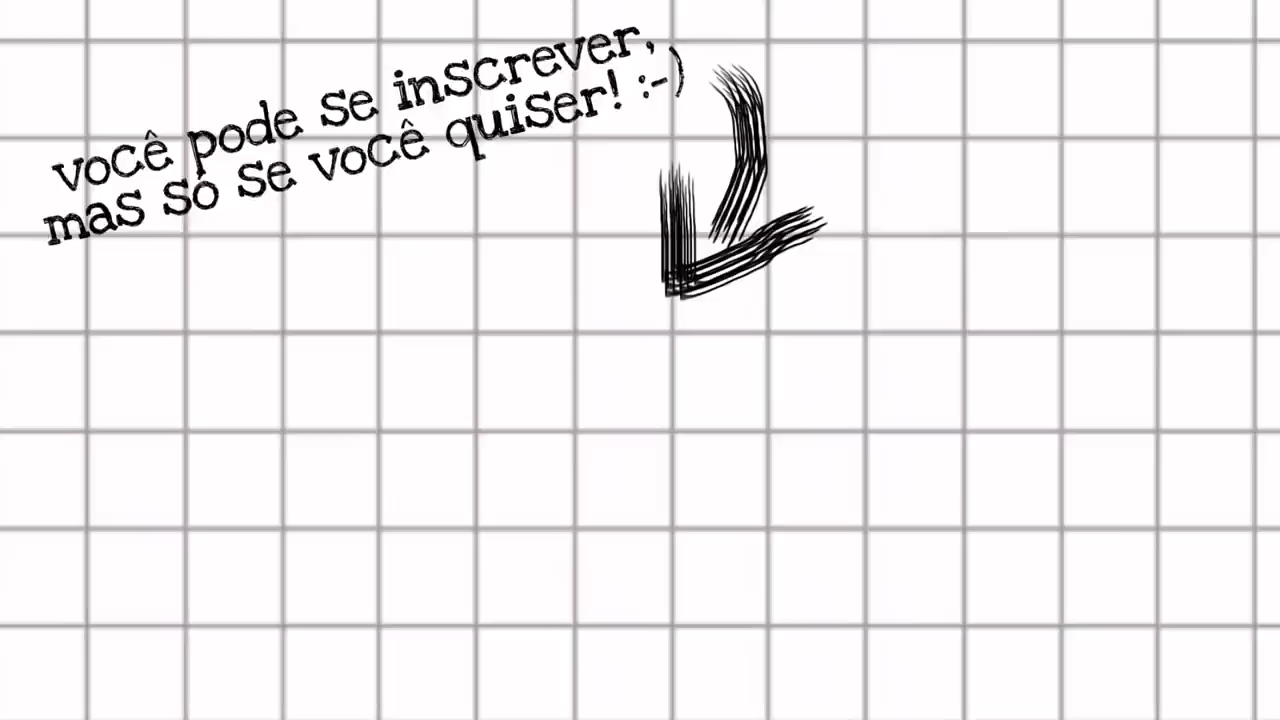 você pode se inscrever,
mas só se você quiser! :-)